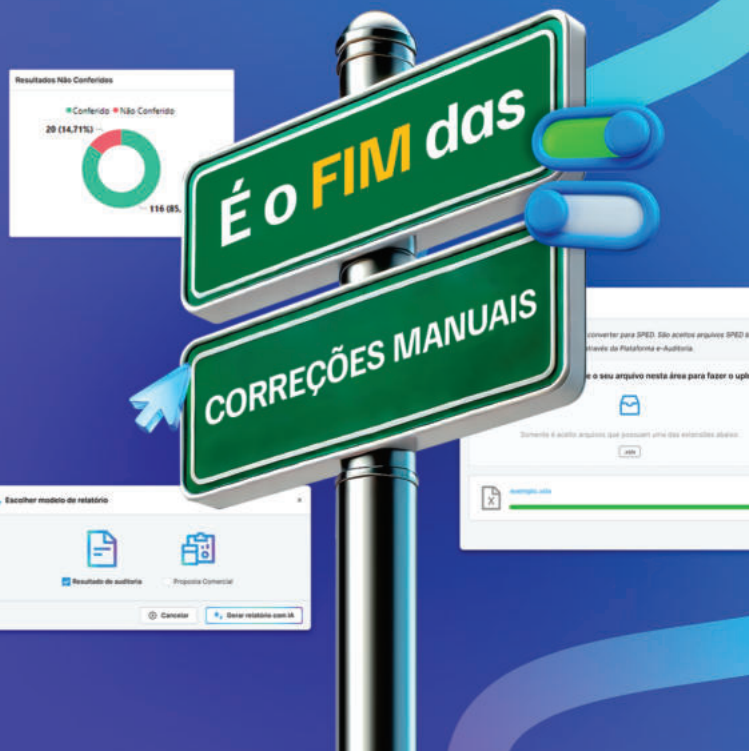 Resultados Não Conferidos
Conferido Não Conferido
20 (14,71%)
116 (85,
É o FIM das
CORREÇÕES MANUAIS
converter para SPED. São aceitos arquivos SPED
através da Plataforma e-Auditoria.
e o seu arquivo nesta área para fazer o uplo
Somente é aceito arquivos que possuem uma das extensões abaixo
.xlsx
exemplo.xlsx
Escolher modelo de relatório
×
Resultado de auditoria
Proposta Comercial
Cancelar
Gerar relatório com IA